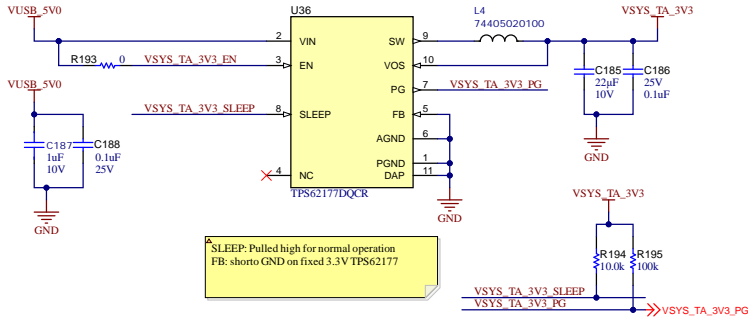 VUSB_5V0
R193
0
VSYS_TA_3V3_EN
VSYS_TA_3V3_SLEEP
U36
2
VIN
3
EN
8
SLEEP
4
NC
SW
9
VOS
10
PG
7
FB
5
AGND
6
PGND
1
DAP
11
TPS62177DQCR
L4
74405020100
VSYS_TA_3V3
VSYS_TA_3V3_PG
C185
22µF
10V
C186
25V
0.1uF
GND
GND
VUSB_5V0
C187
1uF
10V
C188
0.1uF
25V
GND
SLEEP: Pulled high for normal operation
FB: shorto GND on fixed 3.3V TPS62177
VSYS_TA_3V3
R194
10.0k
R195
100k
VSYS_TA_3V3_SLEEP
VSYS_TA_3V3_PG
VSYS_TA_3V3_PG